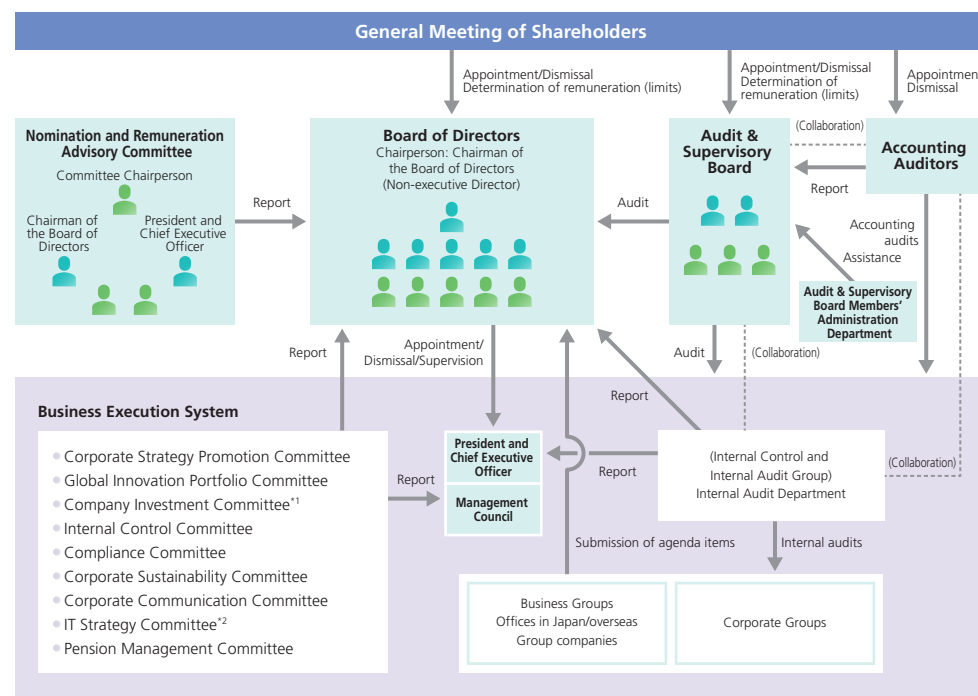 General Meeting of Shareholders
Appointment/Dismissal
Determination of remuneration (limits)
Appointment/Dismissal
Determination of
remuneration (limits)
Appointmen
Dismissal
Nomination and Remuneration
Advisory Committee
Committee Chairperson
Chairman of
the Board of
Directors
President and
Chief Executive
Officer
Report
Board of Directors
Chairperson: Chairman of
the Board of Directors
(Non-executive Director)
Audit
Audit &
Supervisory
Board
(Collaboration)
Report
Accounting
Auditors
Accounting
audits
Assistance
Audit & Supervisory
Board Members'
Administration
Department
Report
Appointment/
Dismissal/Supervision
Audit
(Collaboration)
Report
Business Execution System
• Corporate Strategy Promotion Committee
• Global Innovation Portfolio Committee
• Company Investment Committee*1
• Internal Control Committee
• Compliance Committee
• Corporate Sustainability Committee
• Corporate Communication Committee
• IT Strategy Committee*2
• Pension Management Committee
Report
President and
Chief Executive
Officer
Management
Council
Report
(Internal Control and
Internal Audit Group)
Internal Audit Department
(Collaboration)
Submission of agenda items
Internal audits
Business Groups
Offices in Japan/overseas
Group companies
Corporate Groups